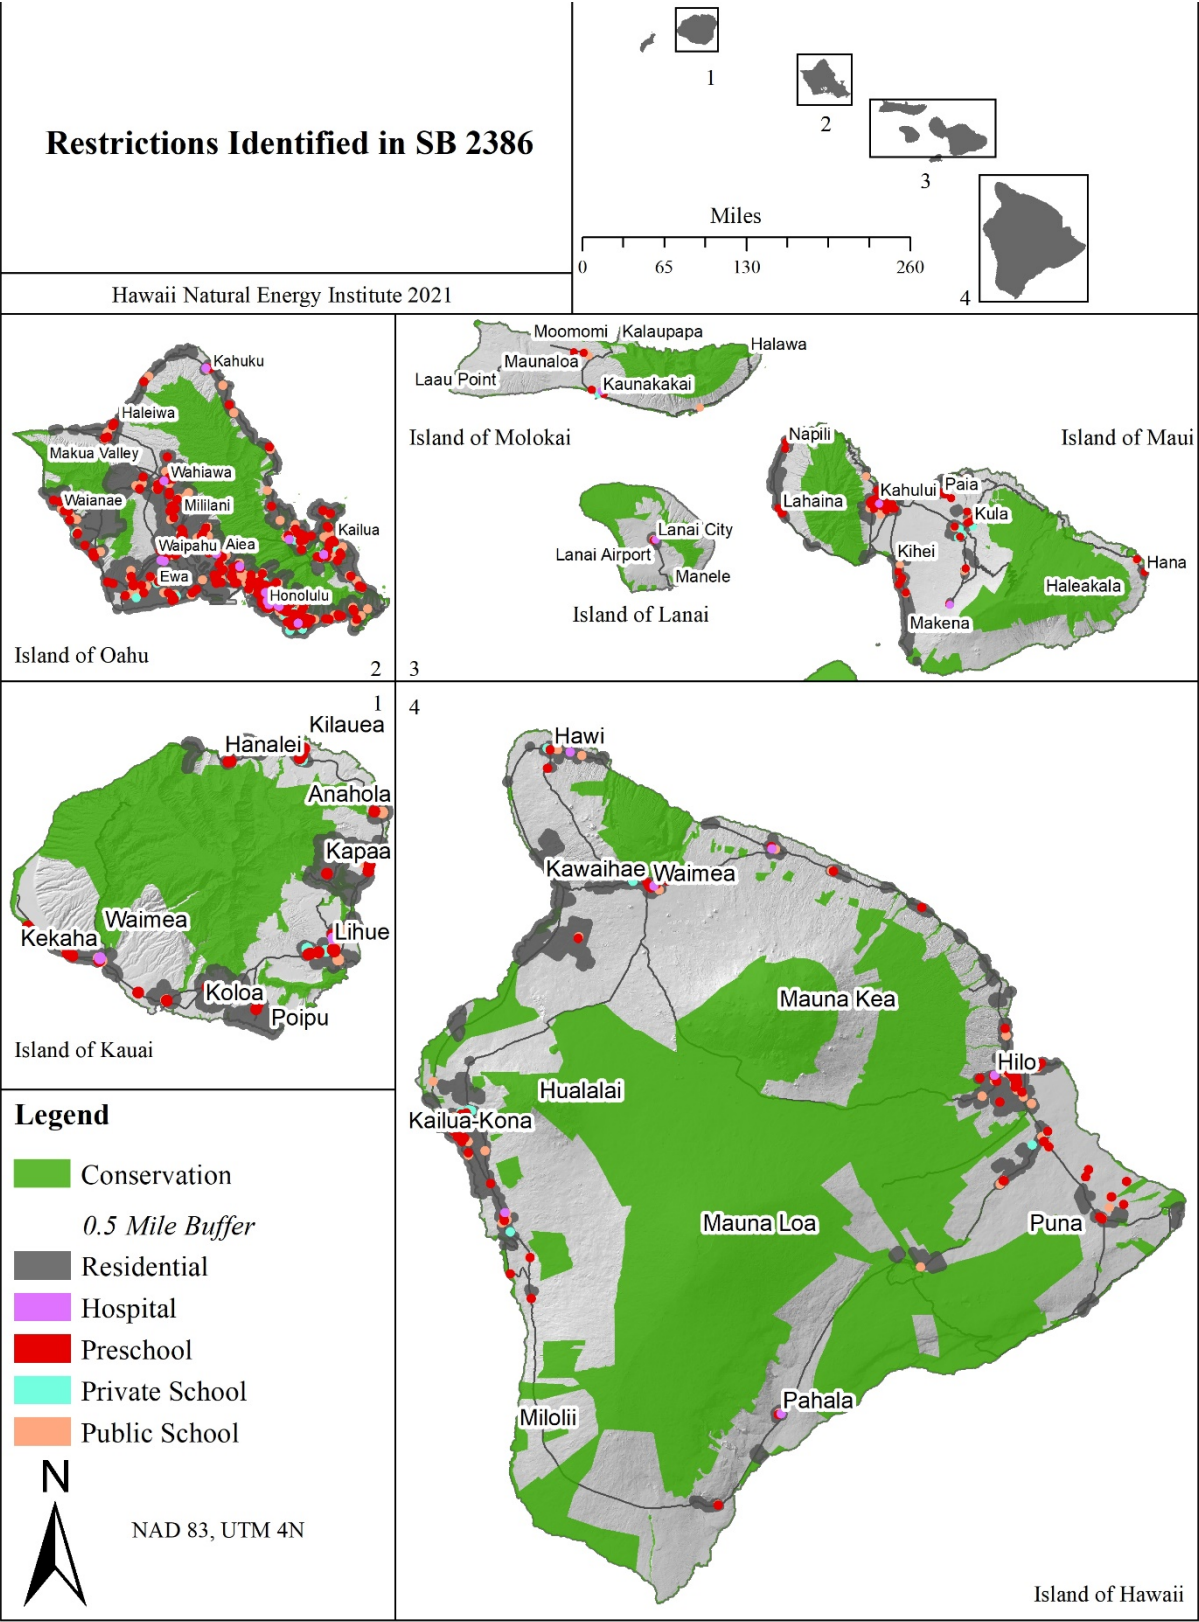 Restrictions Identified in SB 2386
Hawaii Natural Energy Institute 2021
1
2
3
4
Miles
0 65 130 260
Kahuku
Haleiwa
Makua Valley
Wahiawa
Waianae
Mililani
Kailua
Waipahu
Aiea
Ewa
Honolulu
Island of Oahu
2
Moomomi
Kalaupapa
Halawa
Maunaloa
Laau Point
Kaunakakai
Island of Molokai
Island of Maui
Napili
Lahaina
Kahului
Paia
Kula
Lanai City
Lanai Airport
Manele
Kihei
Hana
Haleakala
Makena
Island of Lanai
3
1
Kilauea
Hanalei
Anahola
Kapaa
Waimea
Kekaha
Lihue
Koloa
Poipu
Island of Kauai
4
Hawi
Kawaihae
Waimea
Mauna Kea
Hilo
Hualalai
Kailua-Kona
Mauna Loa
Puna
Pahala
Milolii
Island of Hawaii
Legend
Conservation
0.5 Mile Buffer
Residential
Hospital
Preschool
Private School
Public School
N
NAD 83, UTM 4N